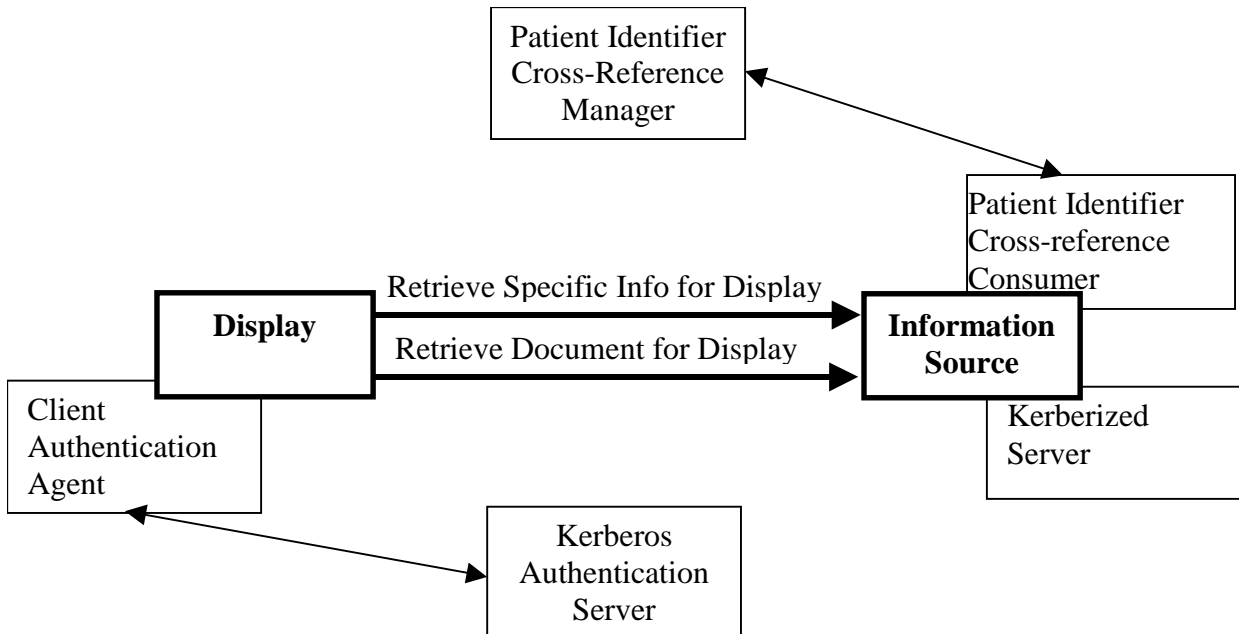 Patient Identifier
Cross-Reference
Manager
Patient Identifier
Cross-reference
Consumer
Retrieve Specific Info for Display
Display
Information
Source
Retrieve Document for Display
Client
Authentication
Agent
Kerberized
Server
Kerberos
Authentication
Server